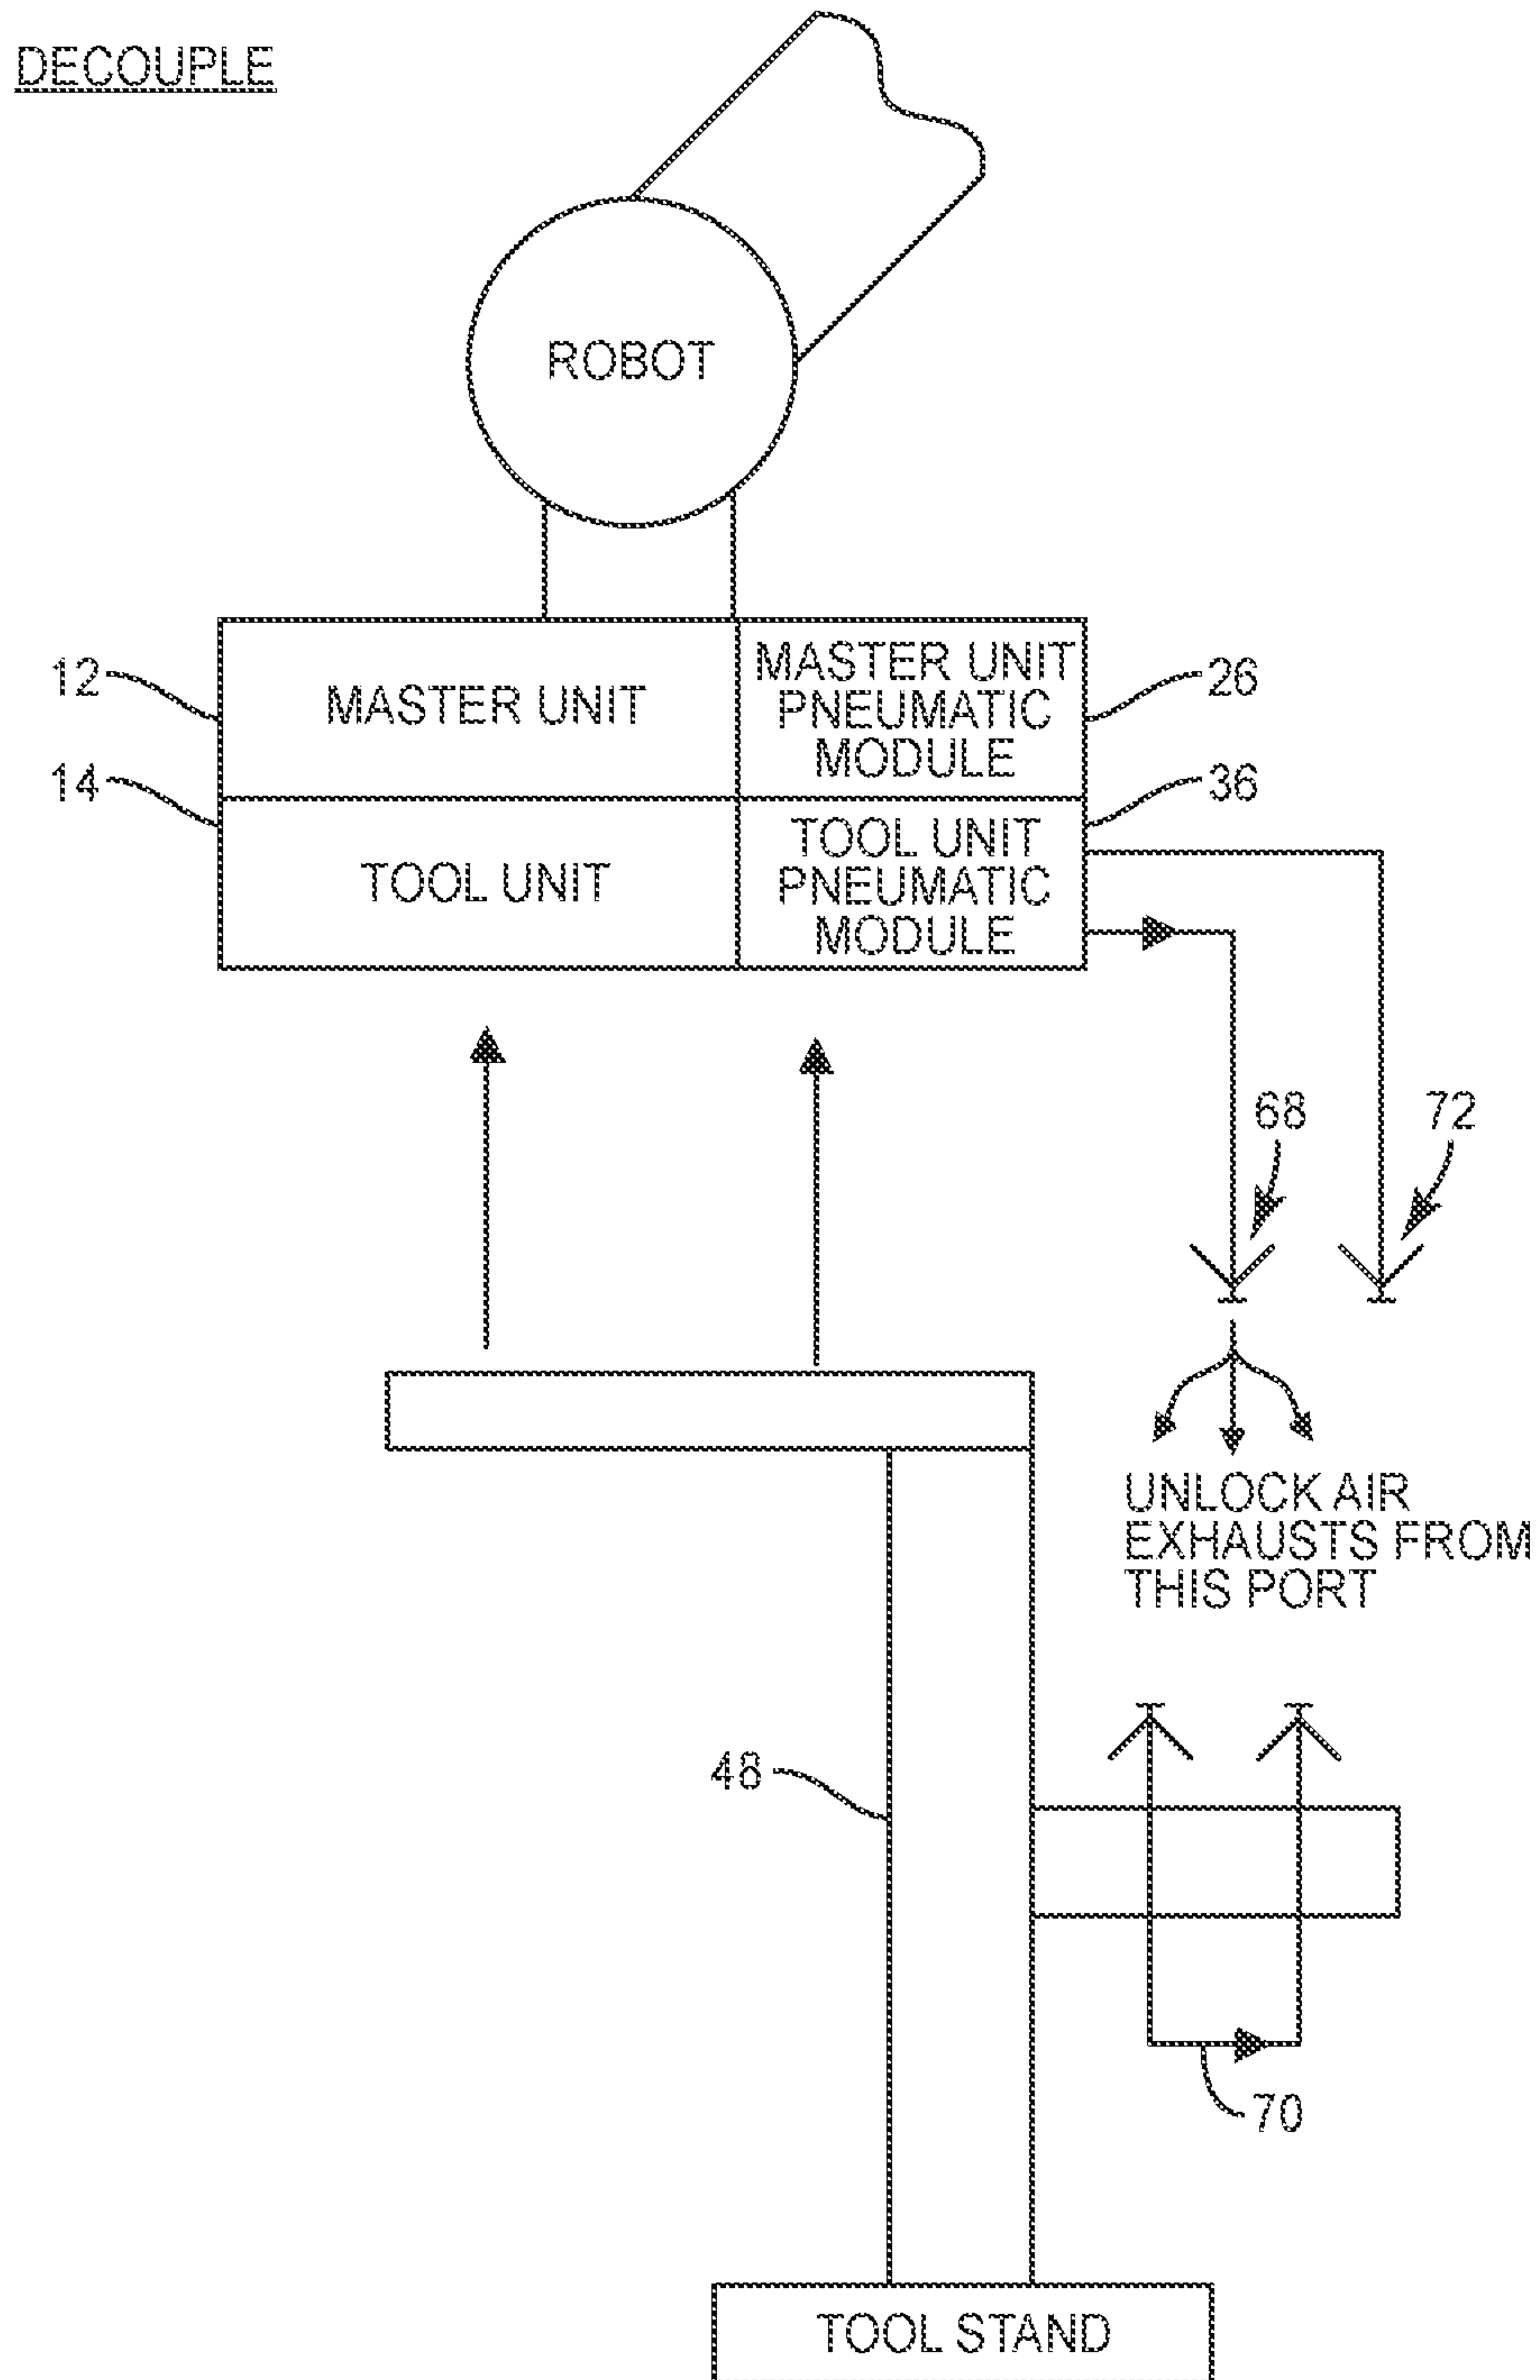 DECOUPLE
ROBOT
12
MASTER UNIT
MASTER UNIT
PNEUMATIC
MODULE
26
14
TOOL UNIT
TOOL UNIT
PNEUMATIC
MODULE
36
68
72
UNLOCK AIR
EXHAUSTS FROM
THIS PORT
48
70
TOOL STAND